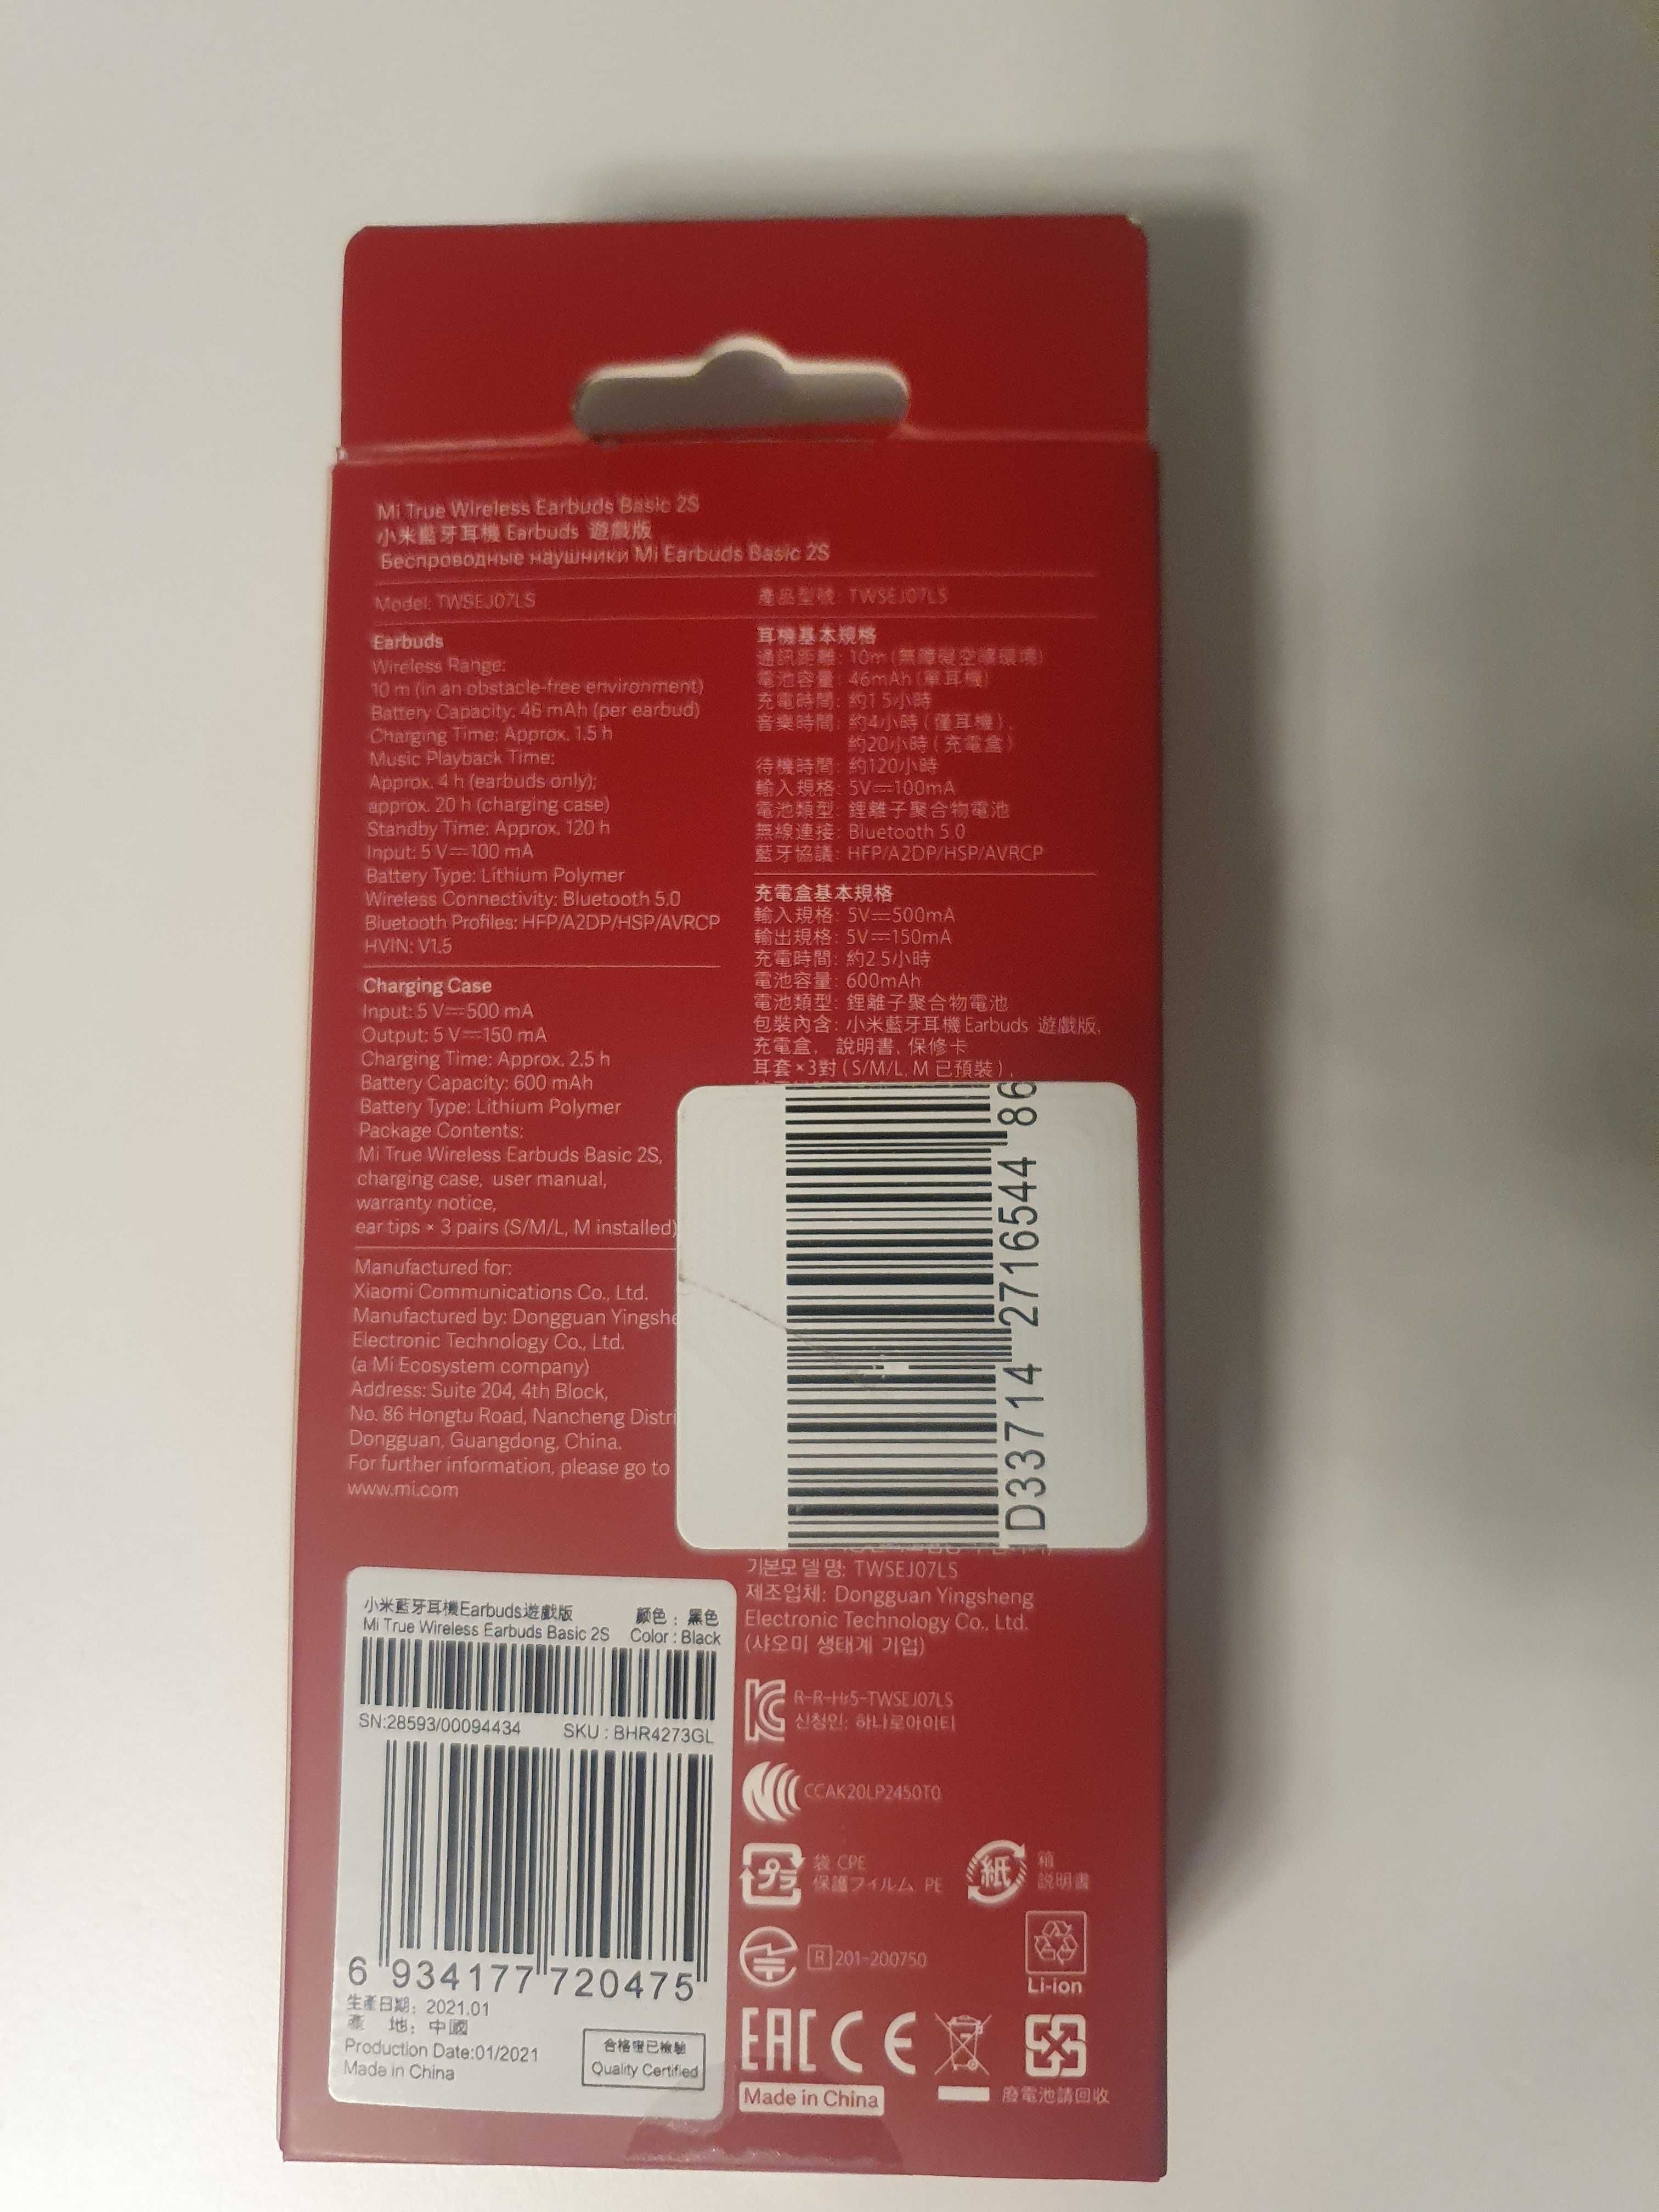 Mi True Wireless Earbuds Basic 2S
小米藍牙耳機 Earbuds 遊戲版
Беспроводные наушники Mi Earbuds Basic 2S
Model: TWSEJ07LS
Earbuds
Wireless Range:
10 m (in an obstacle-free environment)
Battery Capacity: 46 mAh (per earbud)
Charging Time: Approx. 1.5 h
Music Playback Time:
Approx. 4 h (earbuds only);
approx. 20 h (charging case)
Standby Time: Approx. 120 h
Input: 5 V⎓100 mA
Battery Type: Lithium Polymer
Wireless Connectivity: Bluetooth 5.0
Bluetooth Profiles: HFP/A2DP/HSP/AVRCP
HVIN: V1.5
Charging Case
Input: 5 V⎓500 mA
Output: 5 V⎓150 mA
Charging Time: Approx. 2.5 h
Battery Capacity: 600 mAh
Battery Type: Lithium Polymer
Package Contents:
Mi True Wireless Earbuds Basic 2S,
charging case, user manual,
warranty notice,
ear tips × 3 pairs (S/M/L, M installed)
Manufactured for:
Xiaomi Communications Co., Ltd.
Manufactured by: Dongguan Yingshe
Electronic Technology Co., Ltd.
(a Mi Ecosystem company)
Address: Suite 204, 4th Block,
No. 86 Hongtu Road, Nancheng Distri
Dongguan, Guangdong, China.
For further information, please go to
www.mi.com
產品型號: TWSEJ07LS
耳機基本規格
通訊距離: 10m (無障礙空曠環境)
電池容量: 46mAh (單耳機)
充電時間: 約1.5小時
音樂時間: 約4小時 (僅耳機),
約20小時 (充電盒)
待機時間: 約120小時
輸入規格: 5V⎓100mA
電池類型: 鋰離子聚合物電池
無線連接: Bluetooth 5.0
藍牙協議: HFP/A2DP/HSP/AVRCP
充電盒基本規格
輸入規格: 5V⎓500mA
輸出規格: 5V⎓150mA
充電時間: 約2.5小時
電池容量: 600mAh
電池類型: 鋰離子聚合物電池
包裝內含: 小米藍牙耳機 Earbuds 遊戲版,
充電盒, 說明書, 保修卡
耳套×3對 (S/M/L, M 已預裝),
D33714 2716544 86
기본모델명: TWSEJ07LS
제조업체: Dongguan Yingsheng
Electronic Technology Co., Ltd.
(샤오미 생태계 기업)
R-R-Hr5-TWSEJ07LS
신청인: 하나로아이티
CCAK20LP2450T0
プラ
袋 CPE
保護フィルム PE
紙
箱
説明書
R 201-200750
Li-ion
EAC CE
Made in China
廢電池請回收
小米藍牙耳機Earbuds遊戲版 顏色：黑色
Mi True Wireless Earbuds Basic 2S Color : Black
SN:28593/00094434 SKU : BHR4273GL
6 934177 720475
生產日期: 2021.01
產 地: 中國
Production Date:01/2021
Made in China
合格證已檢驗
Quality Certified